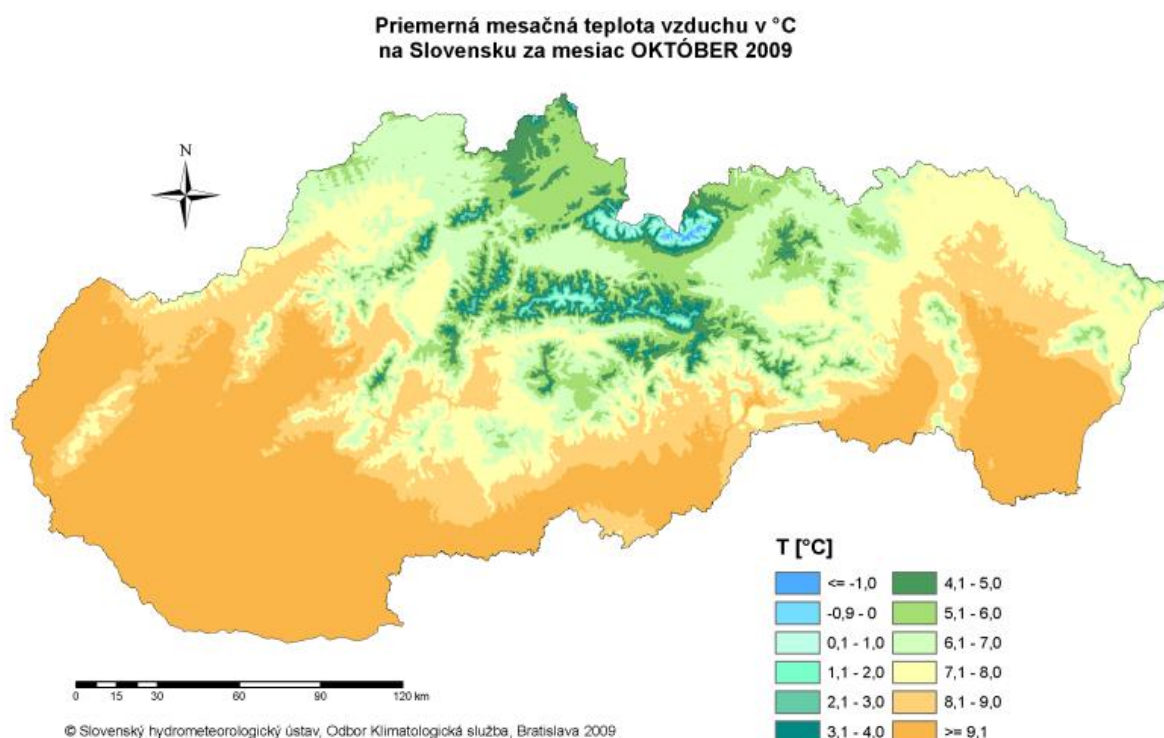 Priemerná mesačná teplota vzduchu v °C
na Slovensku za mesiac OKTÓBER 2009
N
T [°C]
<= -1,0
-0,9 - 0
0,1 - 1,0
1,1 - 2,0
2,1 - 3,0
3,1 - 4,0
4,1 - 5,0
5,1 - 6,0
6,1 - 7,0
7,1 - 8,0
8,1 - 9,0
>= 9,1
0 15 30 60 90 120 km
© Slovenský hydrometeorologický ústav, Odbor Klimatologická služba, Bratislava 2009